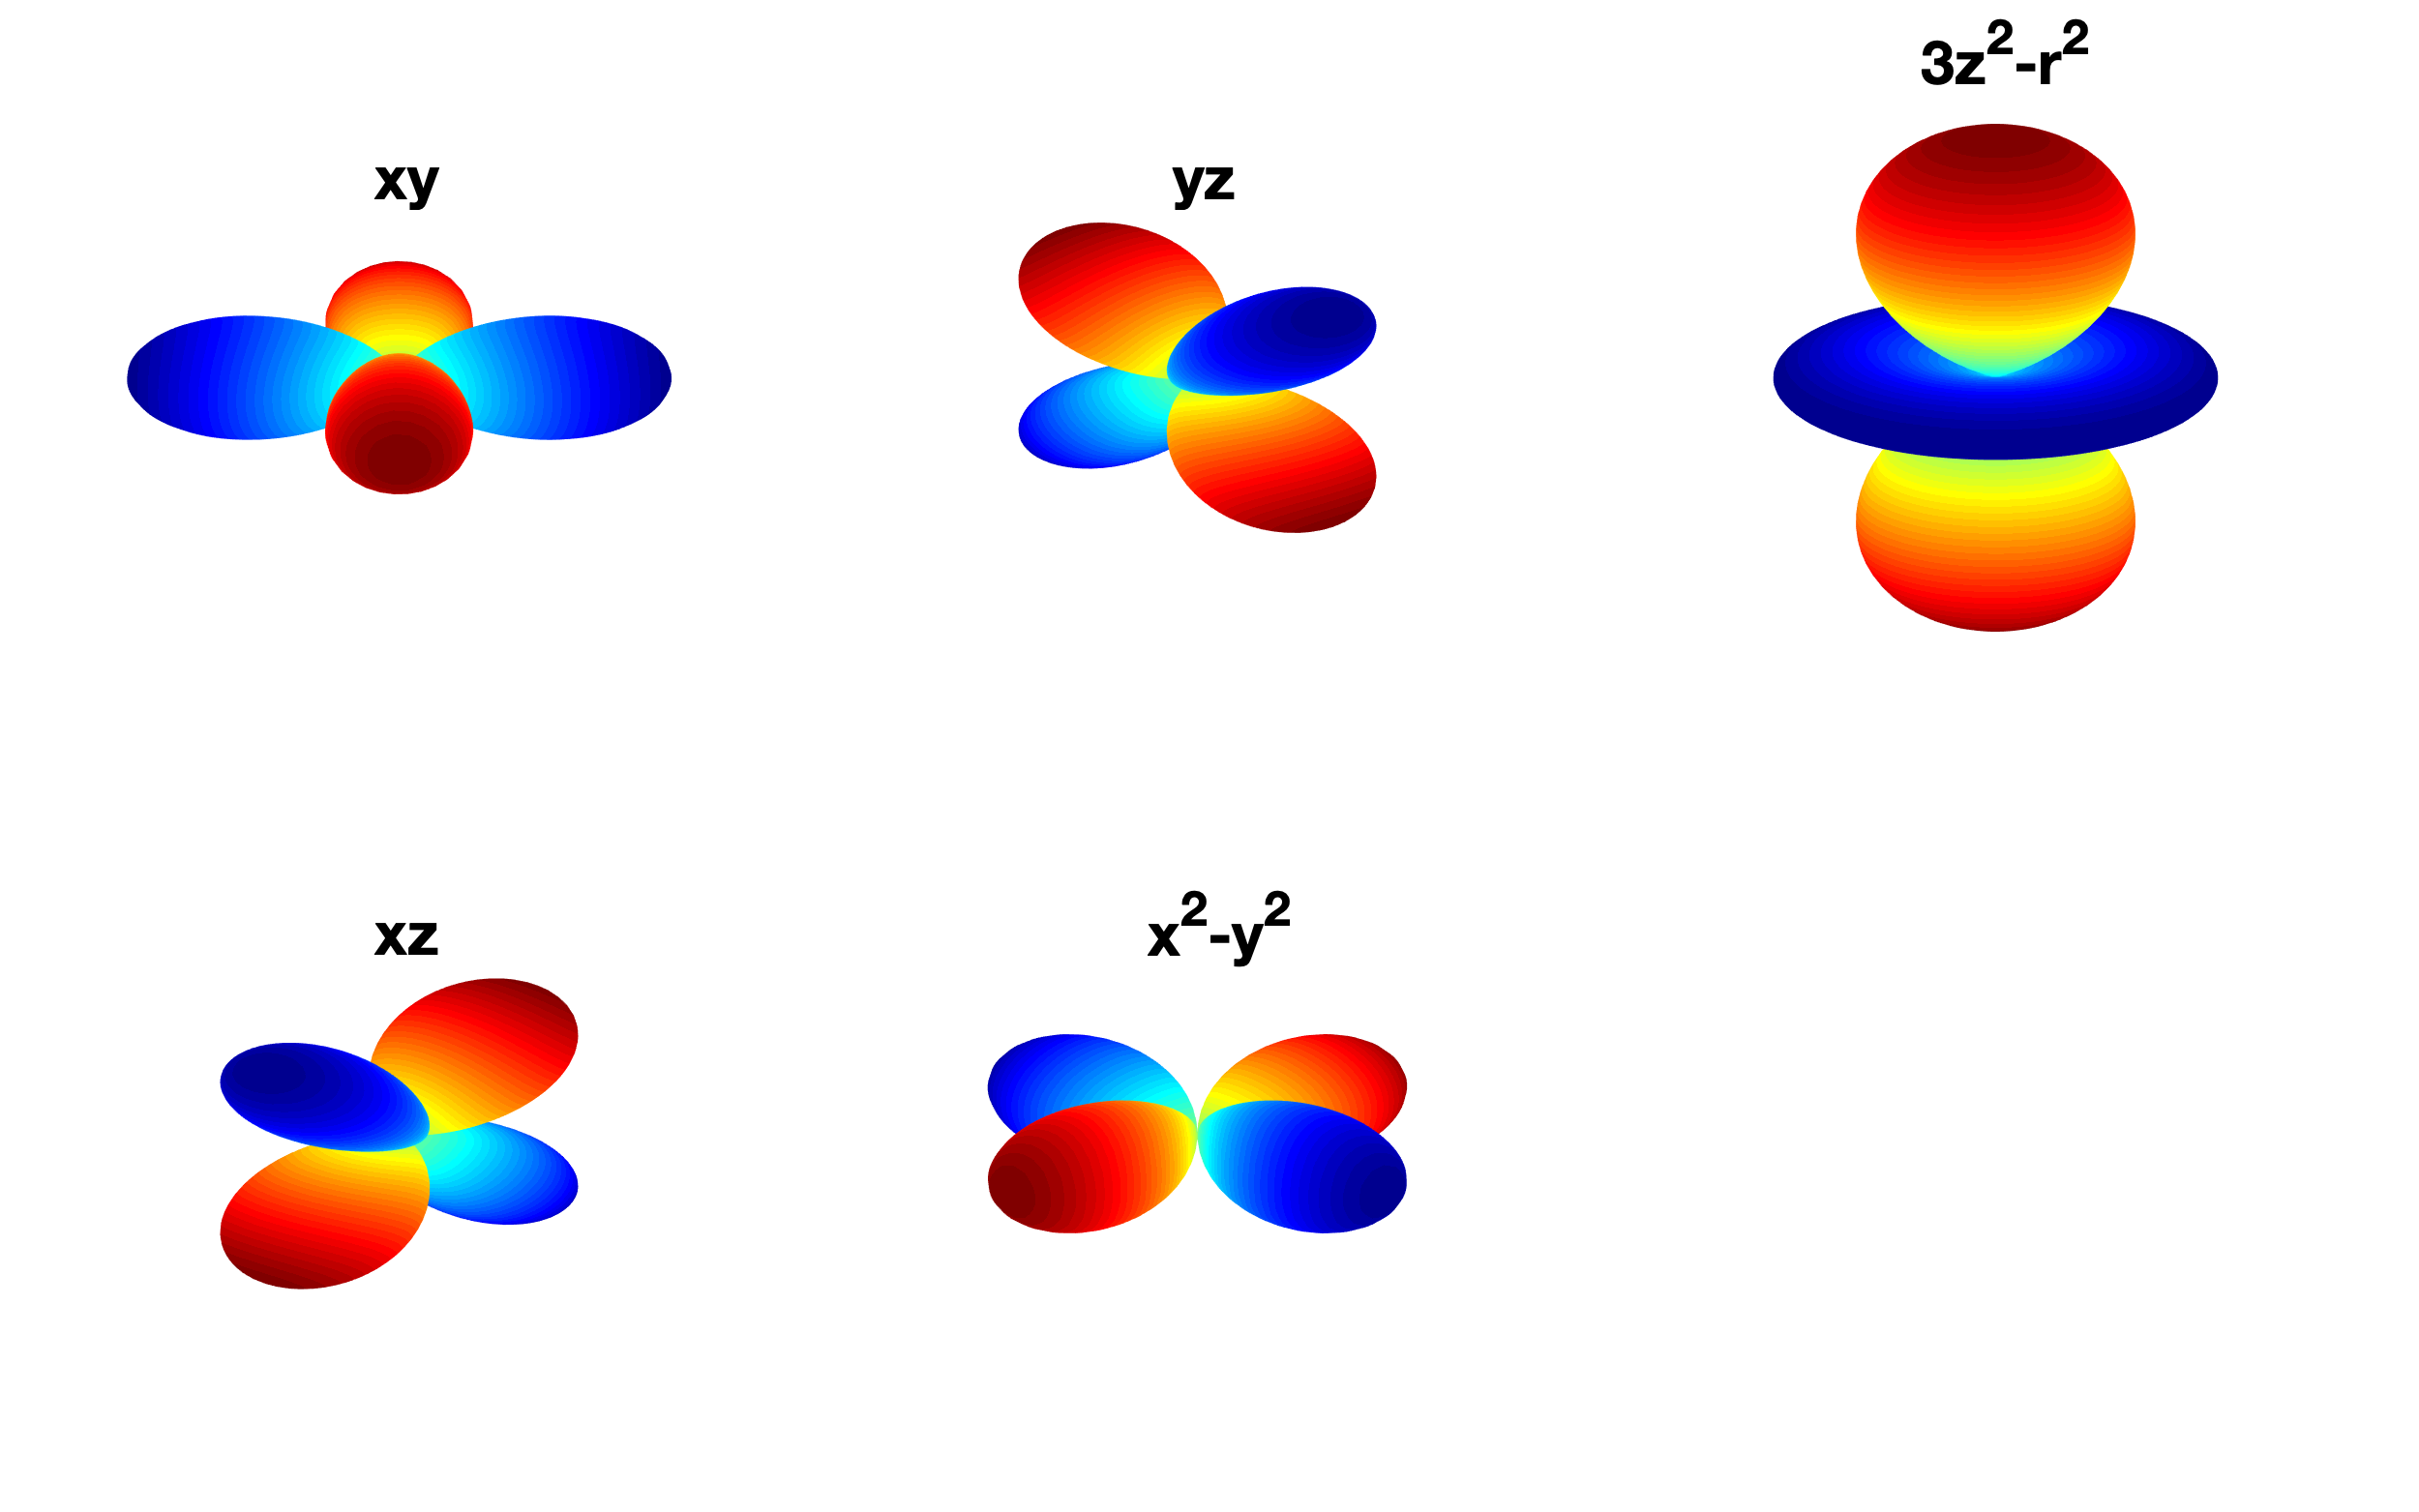 xy
yz
3z²-r²
xz
x²-y²